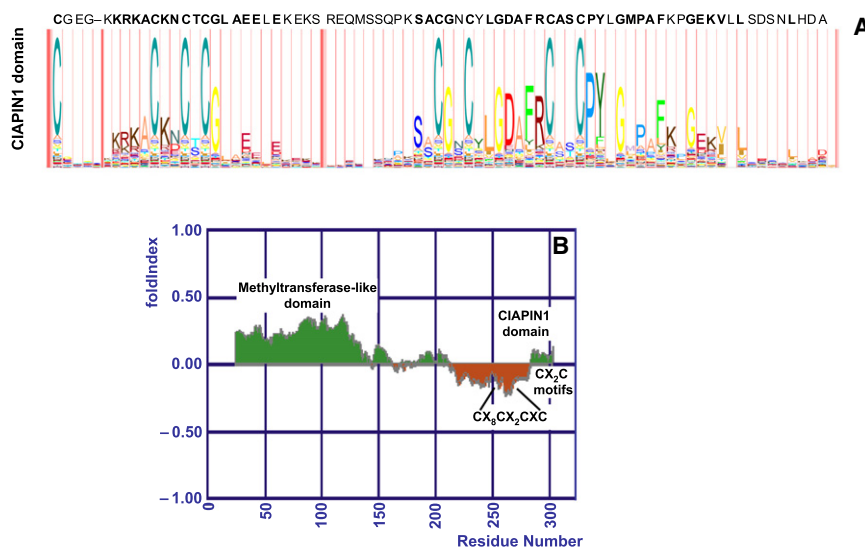 CGEG–KKRKACKNCTCGLAEELEKEKS REQMSSQPKSACGNCYLGDAFRCASCPYLGMPAFKPGEKVLLSDSNLHDA
A
CIAPIN1 domain
B
foldIndex
1.00
0.50
0.00
–0.50
–1.00
Methyltransferase-like
domain
CIAPIN1
domain
CX2C
motifs
CX8CX2CXC
0 50 100 150 200 250 300
Residue Number